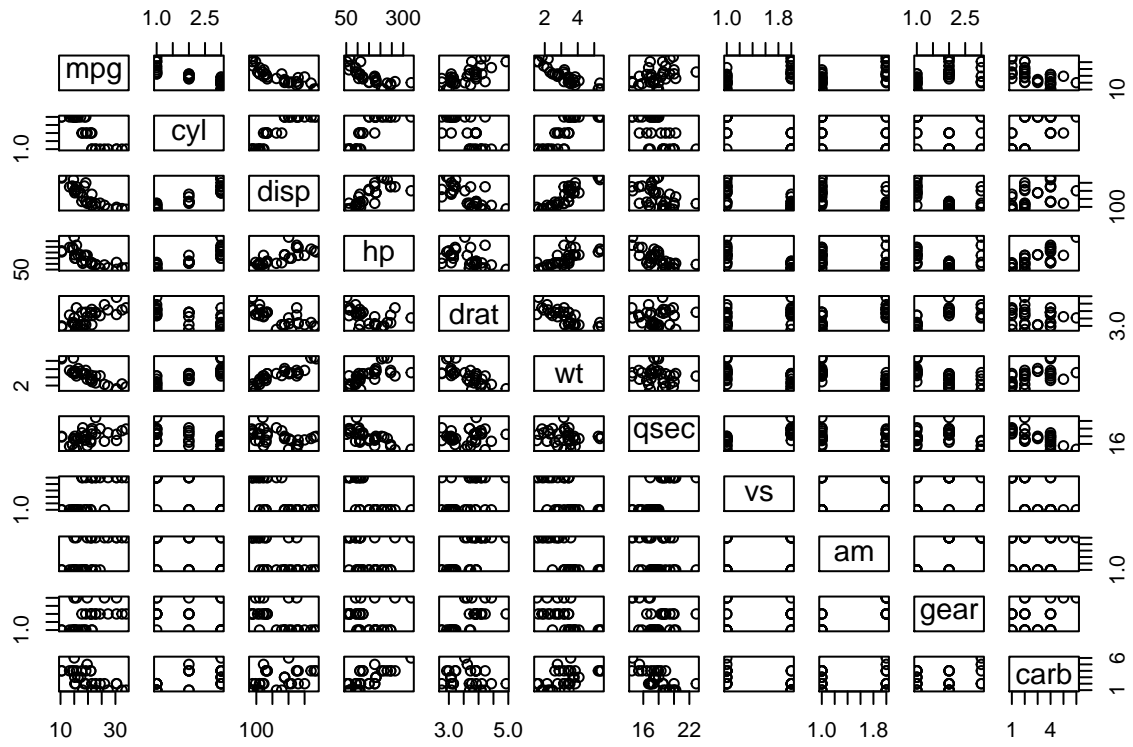 1.0 2.5 50 300 2 4 1.0 1.8 1.0 2.5
mpg 10
1.0 cyl
disp 100
50 hp
drat 3.0
2 wt
qsec 16
1.0 vs
am 1.0
1.0 gear
carb 1 6
10 30 100 3.0 5.0 16 22 1.0 1.8 1 4